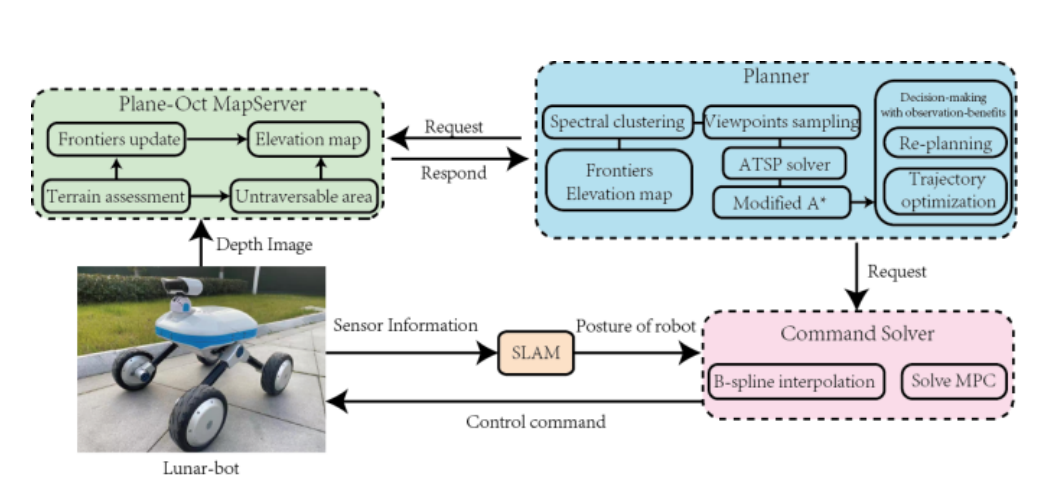 Plane-Oct MapServer
Frontiers update
Elevation map
Terrain assessment
Untraversable area
Request
Respond
Planner
Spectral clustering
Viewpoints sampling
Frontiers
Elevation map
ATSP solver
Modified A*
Decision-making
with observation-benefits
Re-planning
Trajectory
optimization
Depth Image
Request
Sensor Information
SLAM
Posture of robot
Command Solver
B-spline interpolation
Solve MPC
Control command
Lunar-bot